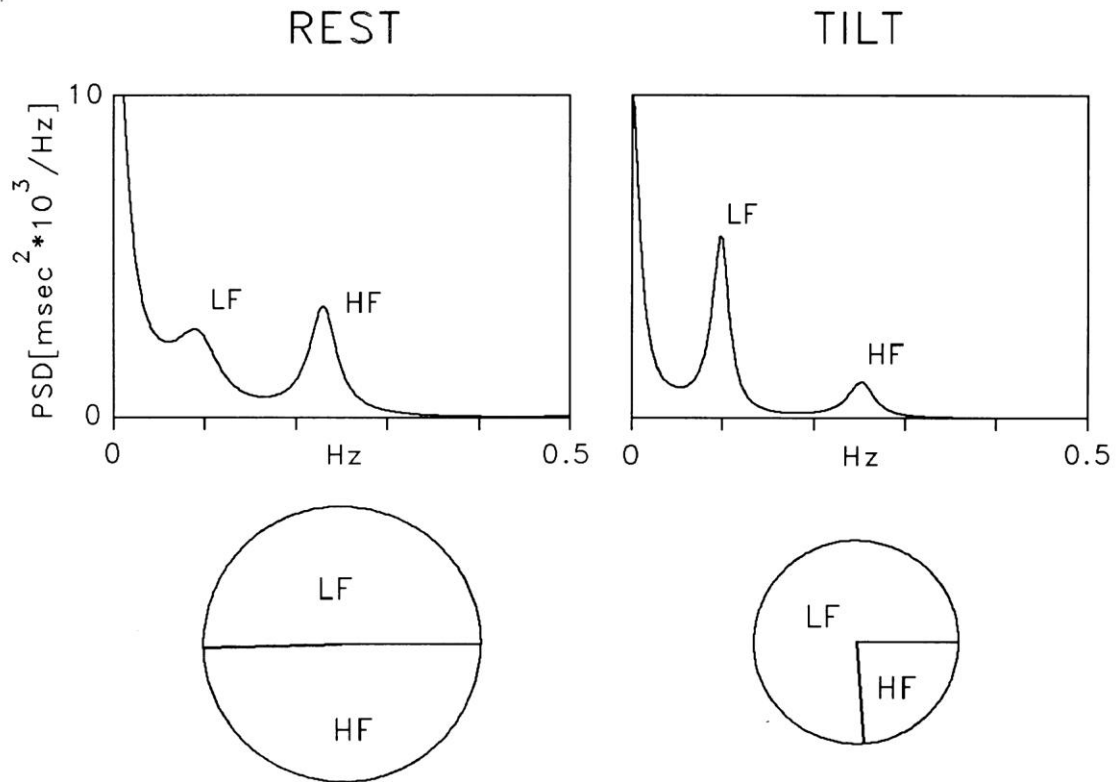 REST
TILT
PSD[msec²*10³/Hz]
10
0
LF
HF
0
Hz
0.5
LF
HF
0
Hz
0.5
LF
HF
LF
HF